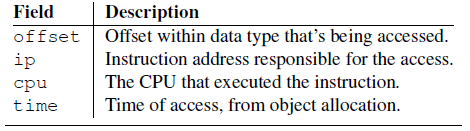 Field Description
offset Offset within data type that's being accessed.
ip Instruction address responsible for the access.
cpu The CPU that executed the instruction.
time Time of access, from object allocation.